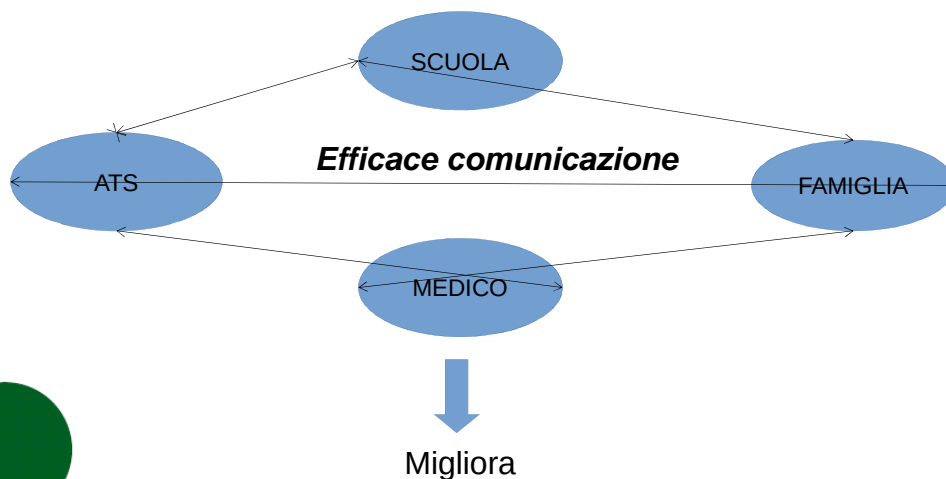 SCUOLA
Efficace comunicazione
ATS
FAMIGLIA
MEDICO
Migliora